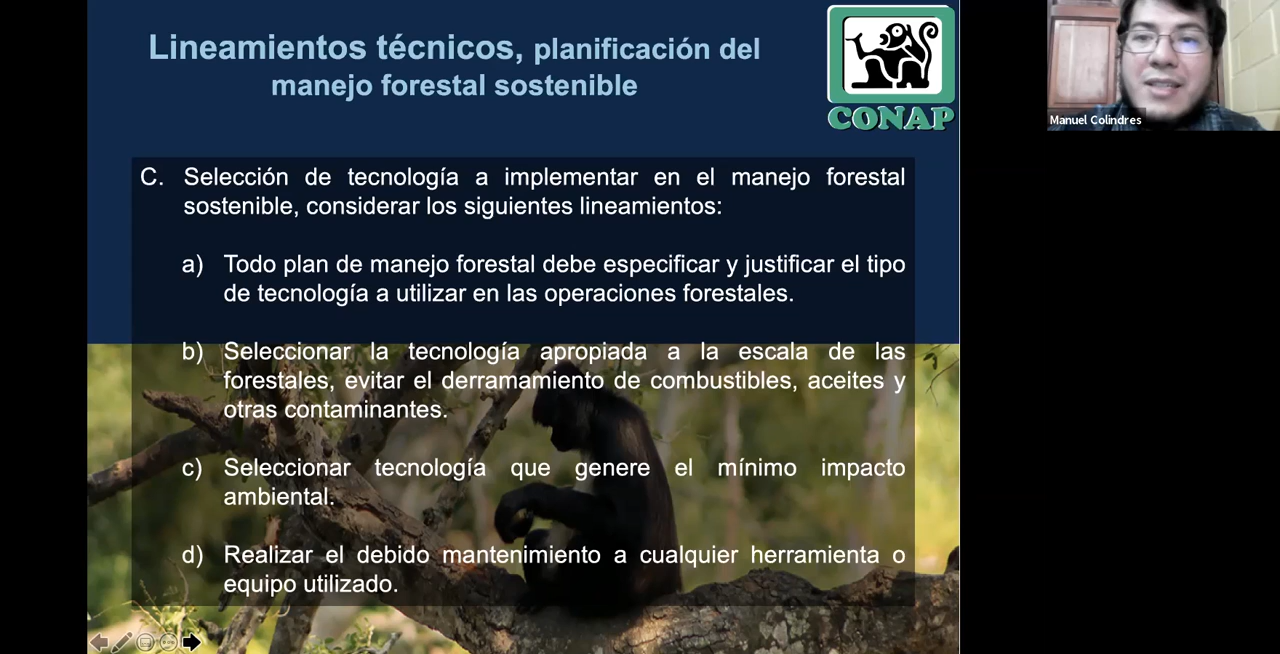 Lineamientos técnicos, planificación del
manejo forestal sostenible
CONAP
Manuel Colindres
C. Selección de tecnología a implementar en el manejo forestal
sostenible, considerar los siguientes lineamientos:
a) Todo plan de manejo forestal debe especificar y justificar el tipo
de tecnología a utilizar en las operaciones forestales.
b) Seleccionar la tecnología apropiada a la escala de las
forestales, evitar el derramamiento de combustibles, aceites y
otras contaminantes.
c) Seleccionar tecnología que genere el mínimo impacto
ambiental.
d) Realizar el debido mantenimiento a cualquier herramienta o
equipo utilizado.